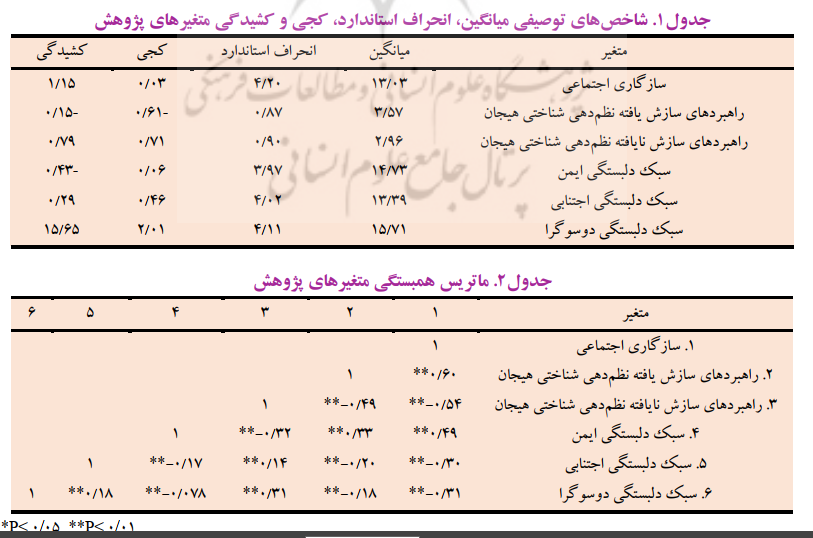 جدول۱. شاخص‌های توصیفی میانگین، انحراف استاندارد، کجی و کشیدگی متغیرهای پژوهش
متغیر میانگین انحراف استاندارد کجی کشیدگی
سازگاری اجتماعی ۱۳/۰۳ ۴/۲۰ ۰/۰۳ ۱/۱۵
راهبردهای سازش یافته نظم‌دهی شناختی هیجان ۳/۵۷ ۰/۸۷ -۰/۶۱ -۰/۱۵
راهبردهای سازش نایافته نظم‌دهی شناختی هیجان ۲/۹۶ ۰/۹۰ ۰/۷۱ ۰/۷۹
سبک دلبستگی ایمن ۱۴/۷۳ ۳/۹۷ ۰/۰۶ -۰/۴۳
سبک دلبستگی اجتنابی ۱۳/۳۹ ۴/۰۲ ۰/۴۶ ۰/۲۹
سبک دلبستگی دوسوگرا ۱۵/۷۱ ۴/۱۱ ۲/۰۱ ۱۵/۶۵
پژوهشگاه علوم انسانی و مطالعات فرهنگی
پرتال جامع علوم انسانی
جدول۲. ماتریس همبستگی متغیرهای پژوهش
متغیر ۱ ۲ ۳ ۴ ۵ ۶
۱. سازگاری اجتماعی ۱
۲. راهبردهای سازش یافته نظم‌دهی شناختی هیجان **۰/۶۰ ۱
۳. راهبردهای سازش نایافته نظم‌دهی شناختی هیجان **-۰/۵۴ **-۰/۴۹ ۱
۴. سبک دلبستگی ایمن **۰/۴۹ **۰/۳۳ **-۰/۳۲ ۱
۵. سبک دلبستگی اجتنابی **-۰/۳۰ **-۰/۲۰ **۰/۱۴ **-۰/۱۷ ۱
۶. سبک دلبستگی دوسوگرا **-۰/۳۱ **-۰/۱۸ **۰/۳۱ **-۰/۰۷۸ **۰/۱۸ ۱
*P< ۰/۰۵ **P< ۰/۰۱